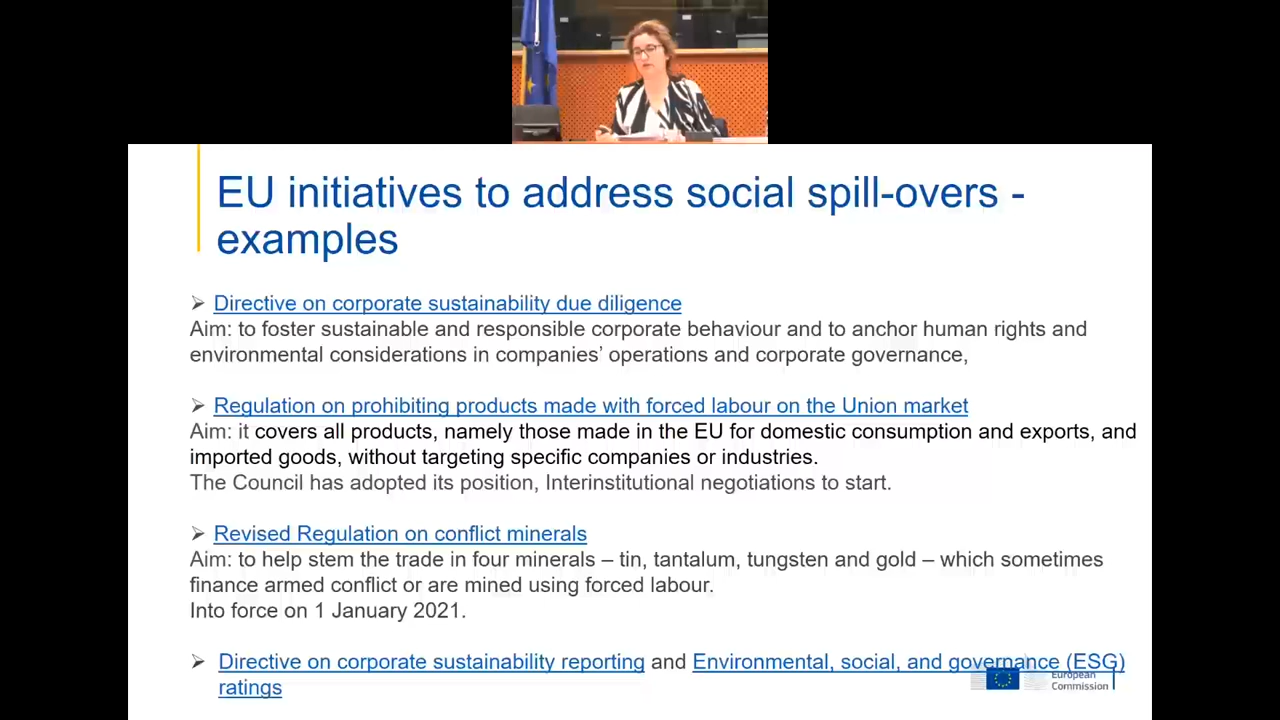 EU initiatives to address social spill-overs -
examples
➢ Directive on corporate sustainability due diligence
Aim: to foster sustainable and responsible corporate behaviour and to anchor human rights and
environmental considerations in companies’ operations and corporate governance,
➢ Regulation on prohibiting products made with forced labour on the Union market
Aim: it covers all products, namely those made in the EU for domestic consumption and exports, and
imported goods, without targeting specific companies or industries.
The Council has adopted its position, Interinstitutional negotiations to start.
➢ Revised Regulation on conflict minerals
Aim: to help stem the trade in four minerals – tin, tantalum, tungsten and gold – which sometimes
finance armed conflict or are mined using forced labour.
Into force on 1 January 2021.
➢ Directive on corporate sustainability reporting and Environmental, social, and governance (ESG)
ratings
European
Commission